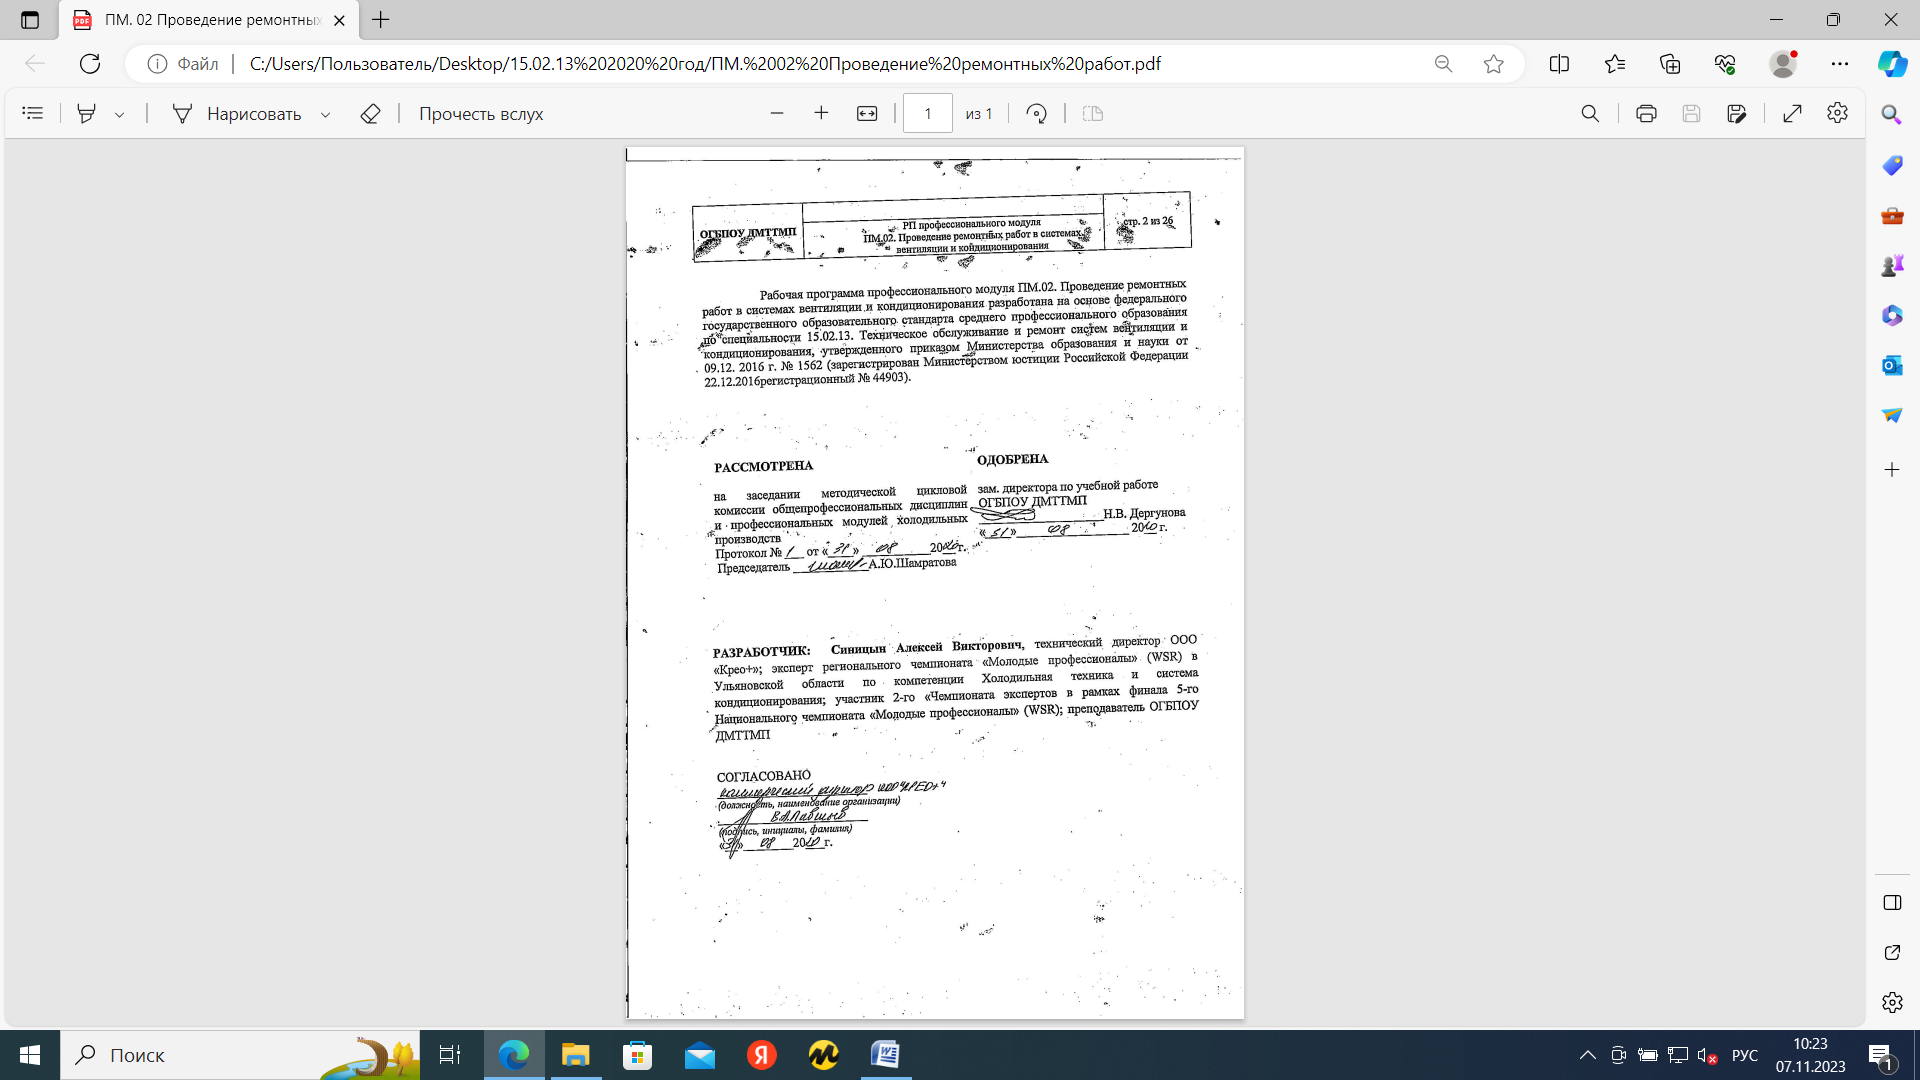 ПМ. 02 Проведение ремонтных
Файл
C:/Users/Пользователь/Desktop/15.02.13%202020%20год/ПМ.%2002%20Проведение%20ремонтных%20работ.pdf
Нарисовать
Прочесть вслух
1
из 1
ОГБПОУ ДМТТМП
РП профессионального модуля
ПМ.02. Проведение ремонтных работ в системах
вентиляции и кондиционирования
стр. 2 из 26
Рабочая программа профессионального модуля ПМ.02. Проведение ремонтных
работ в системах вентиляции и кондиционирования разработана на основе федерального
государственного образовательного стандарта среднего профессионального образования
по специальности 15.02.13. Техническое обслуживание и ремонт систем вентиляции и
кондиционирования, утвержденного приказом Министерства образования и науки от
09.12. 2016 г. № 1562 (зарегистрирован Министерством юстиции Российской Федерации
22.12.2016регистрационный № 44903).
РАССМОТРЕНА
на заседании методической цикловой
комиссии общепрофессиональных дисциплин
и профессиональных модулей холодильных
производств
Протокол № 1 от «31» 08 2020г.
Председатель А.Ю.Шамратова
ОДОБРЕНА
зам. директора по учебной работе
ОГБПОУ ДМТТМП
Н.В. Дергунова
«31» 08 2020 г.
РАЗРАБОТЧИК: Синицын Алексей Викторович, технический директор ООО
«Крео+»; эксперт регионального чемпионата «Молодые профессионалы» (WSR) в
Ульяновской области по компетенции Холодильная техника и система
кондиционирования; участник 2-го «Чемпионата экспертов в рамках финала 5-го
Национального чемпионата «Молодые профессионалы» (WSR); преподаватель ОГБПОУ
ДМТТМП
СОГЛАСОВАНО
коммерческий директор ООО "КРЕО+"
(должность, наименование организации)
(подпись, инициалы, фамилия)
«31» 08 2020 г.
Поиск
РУС
10:23
07.11.2023
1